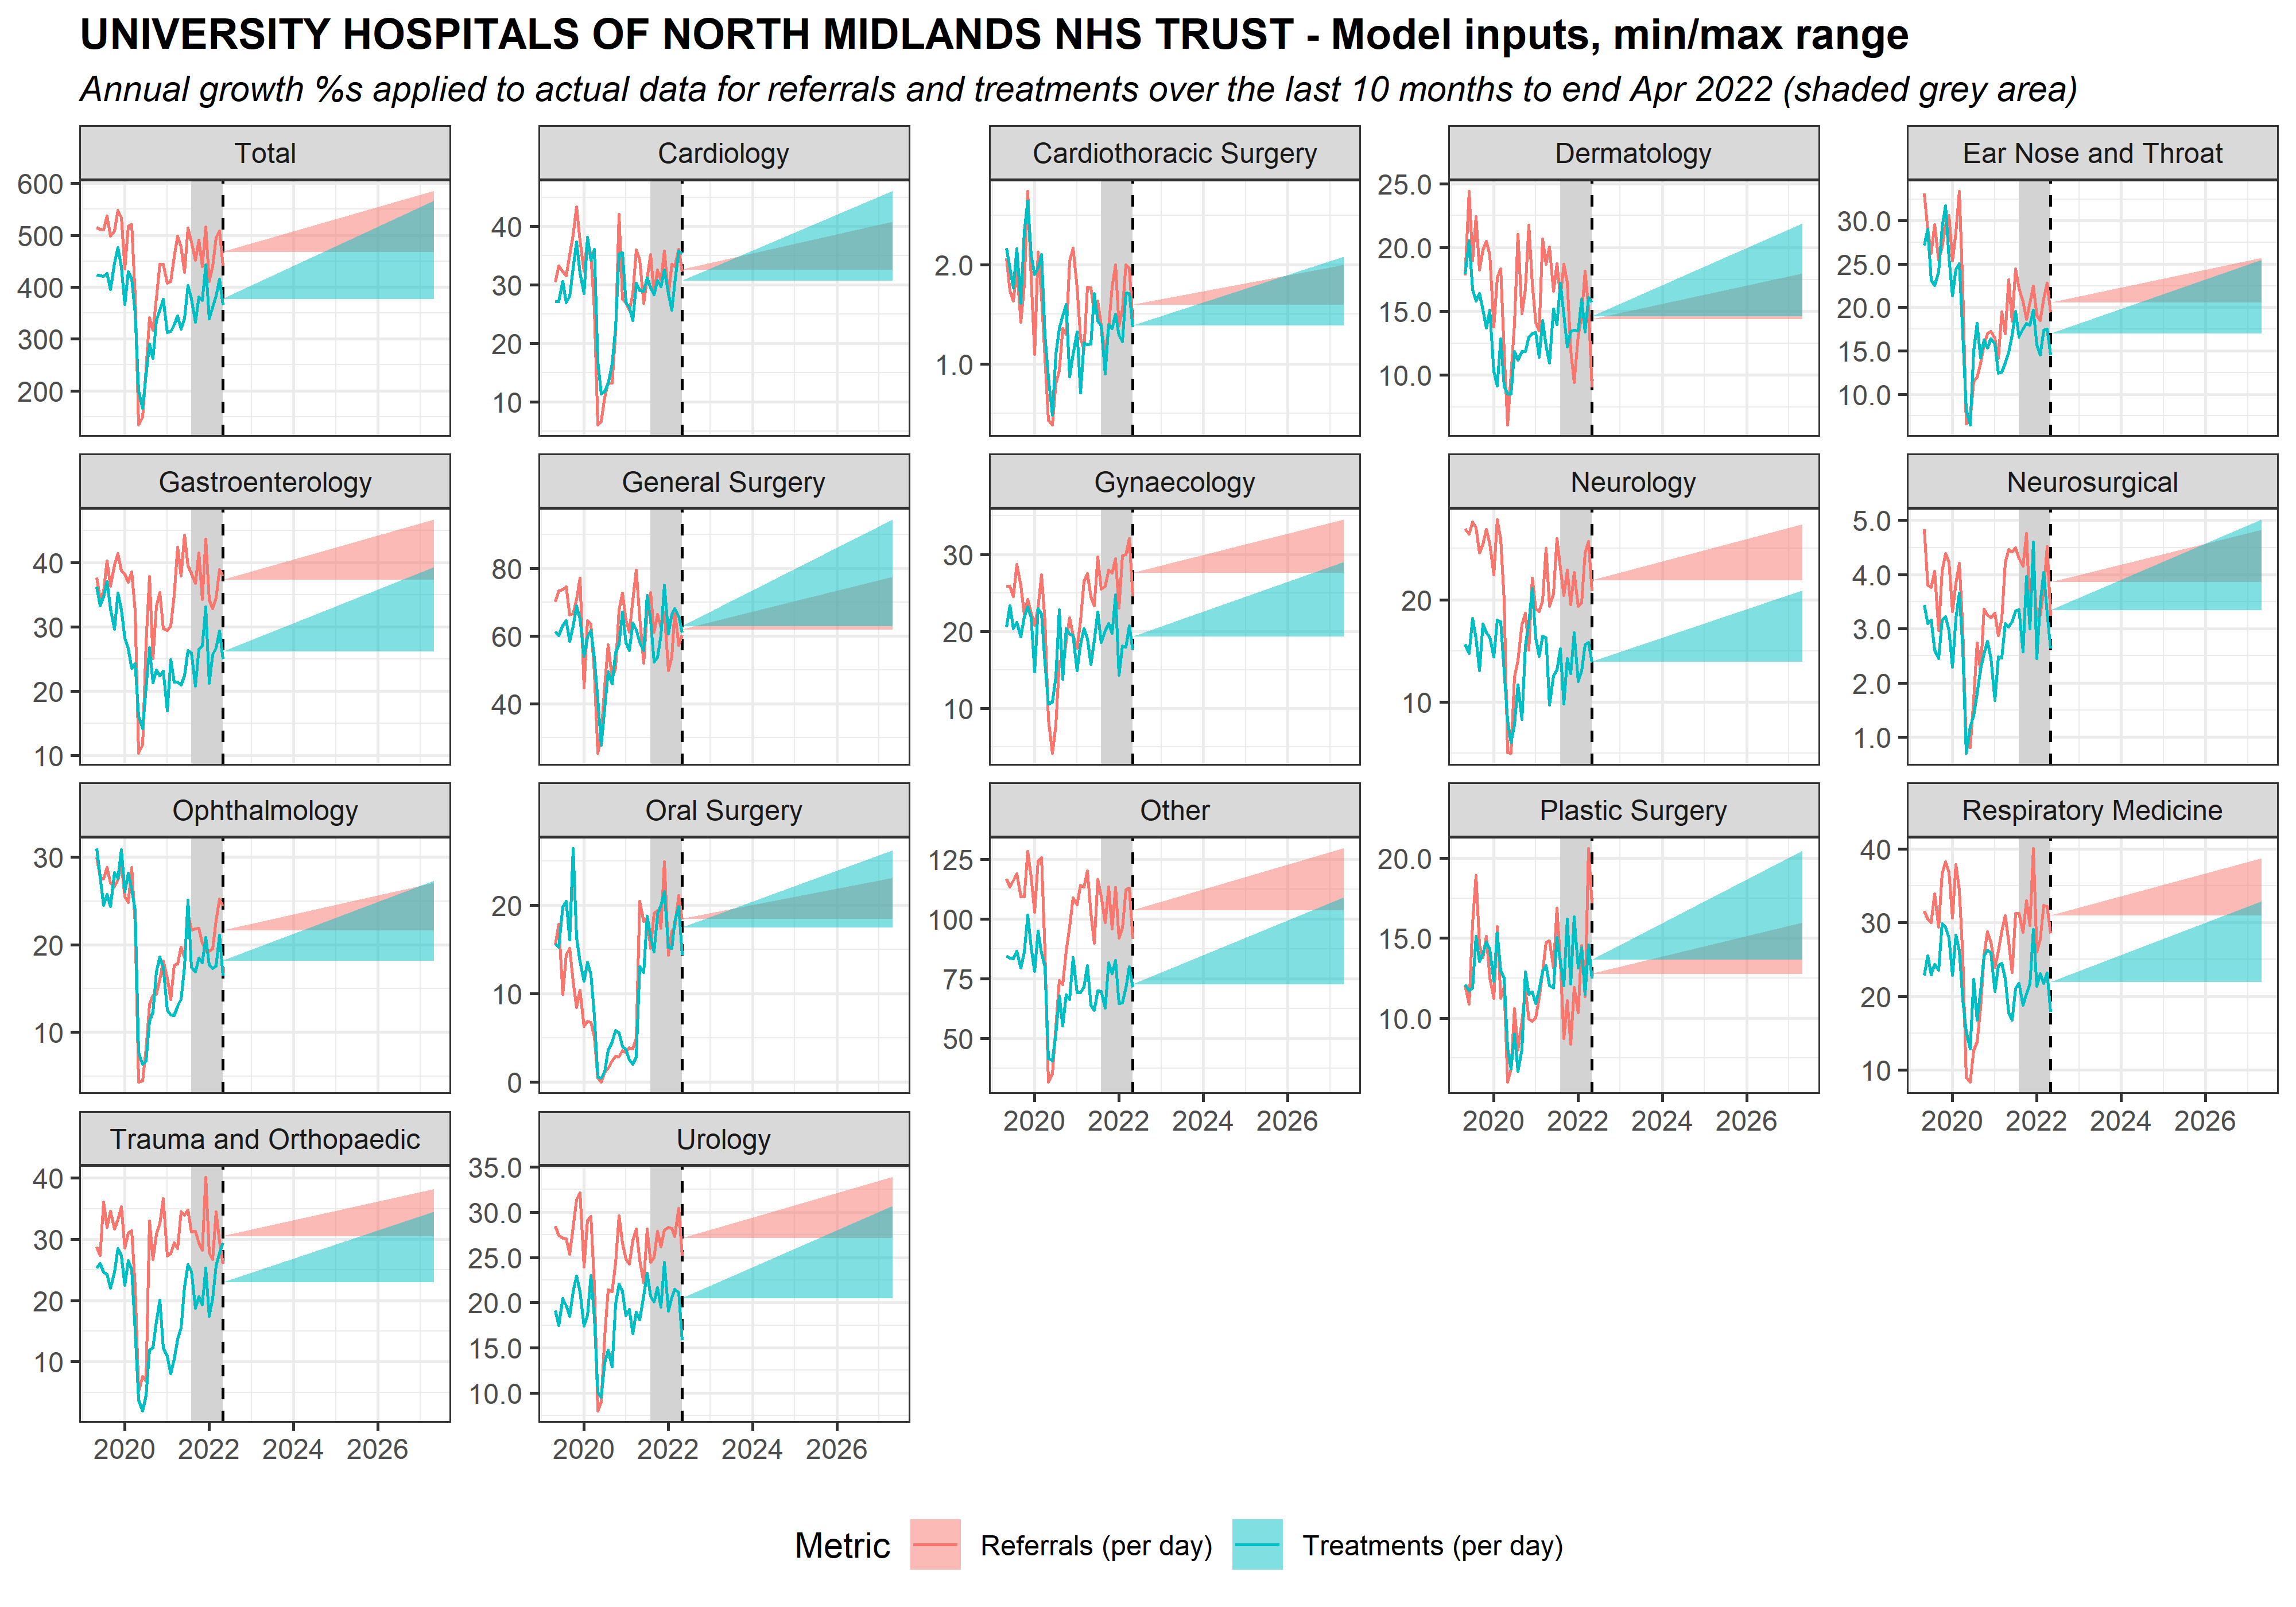 UNIVERSITY HOSPITALS OF NORTH MIDLANDS NHS TRUST - Model inputs, min/max range
Annual growth %s applied to actual data for referrals and treatments over the last 10 months to end Apr 2022 (shaded grey area)
Total
600
500
400
300
200
Cardiology
40
30
20
10
Cardiothoracic Surgery
2.0
1.0
Dermatology
25.0
20.0
15.0
10.0
Ear Nose and Throat
30.0
25.0
20.0
15.0
10.0
Gastroenterology
40
30
20
10
General Surgery
80
60
40
Gynaecology
30
20
10
Neurology
20
10
Neurosurgical
5.0
4.0
3.0
2.0
1.0
Ophthalmology
30
20
10
Oral Surgery
20
10
0
Other
125
100
75
50
2020 2022 2024 2026
Plastic Surgery
20.0
15.0
10.0
2020 2022 2024 2026
Respiratory Medicine
40
30
20
10
2020 2022 2024 2026
Trauma and Orthopaedic
40
30
20
10
2020 2022 2024 2026
Urology
35.0
30.0
25.0
20.0
15.0
10.0
2020 2022 2024 2026
Metric Referrals (per day) Treatments (per day)